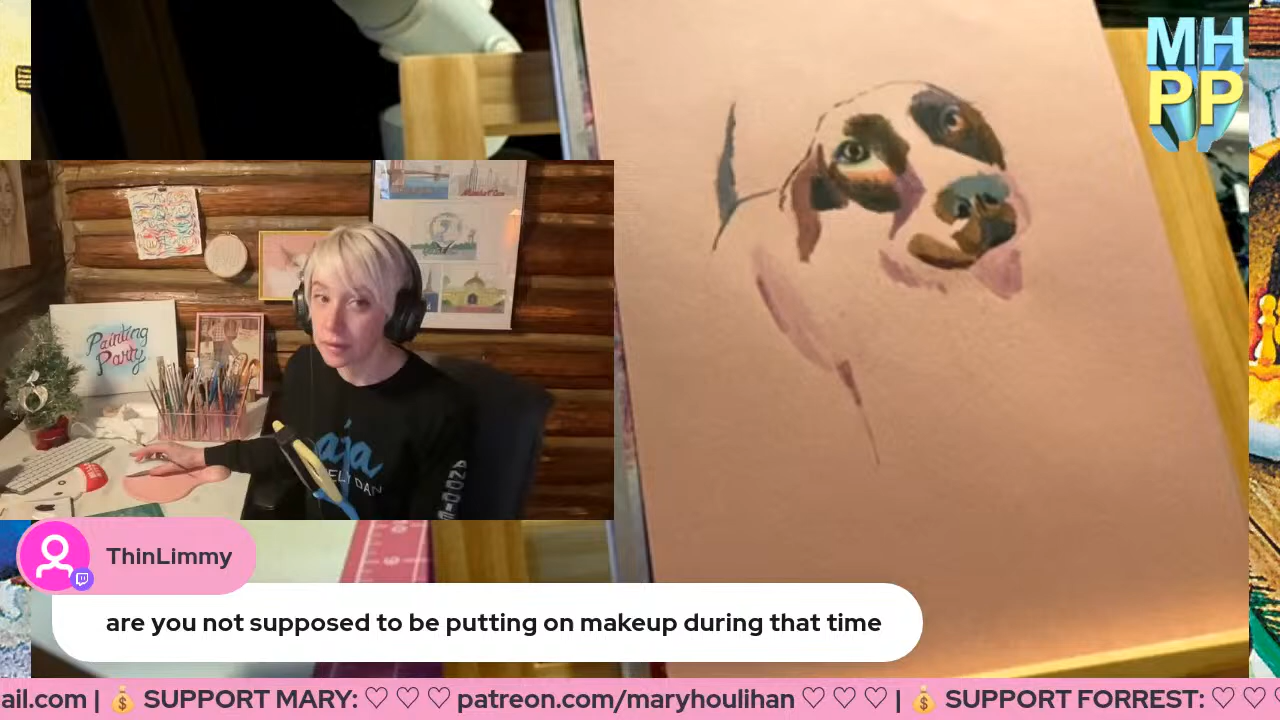 MH
PP
Painting
Party
aja
ThinLimmy
are you not supposed to be putting on makeup during that time
ail.com | 💰 SUPPORT MARY: ♡ ♡ ♡ patreon.com/maryhoulihan ♡ ♡ ♡ | 💰 SUPPORT FORREST: ♡ ♡